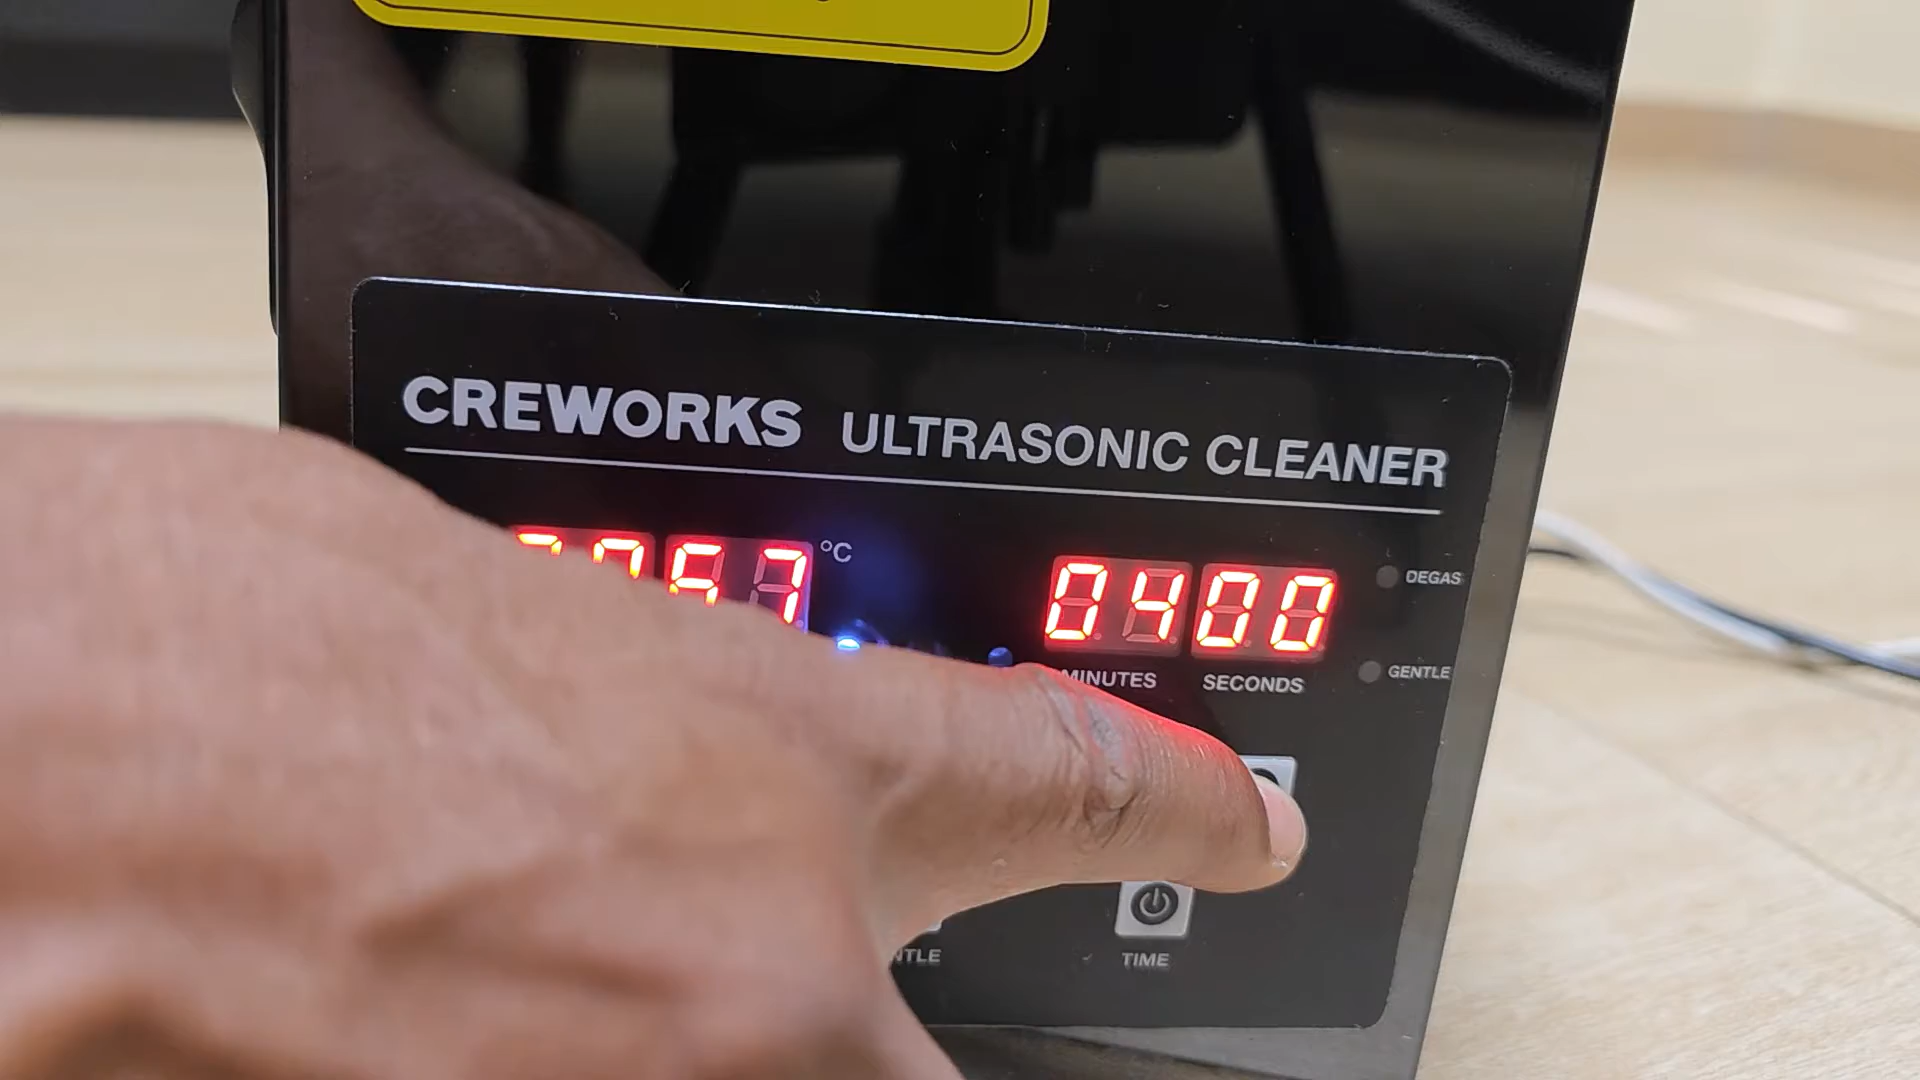 CREWORKS ULTRASONIC CLEANER
°C
0400
DEGAS
MINUTES SECONDS
GENTLE
TIME